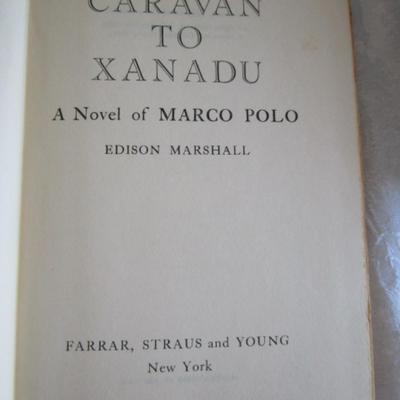 CARAVAN
TO
XANADU
A Novel of MARCO POLO
EDISON MARSHALL
FARRAR, STRAUS and YOUNG
New York